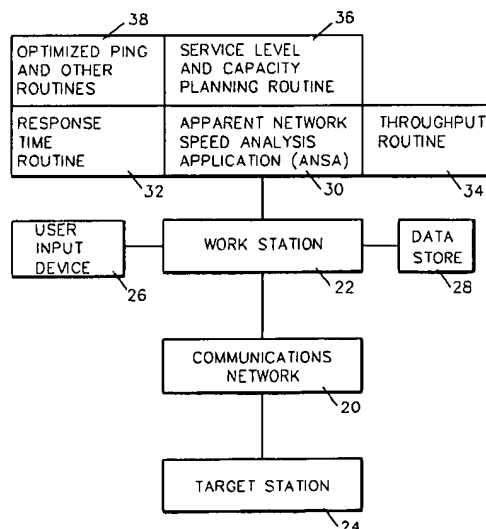 38
36
OPTIMIZED PING
AND OTHER
ROUTINES
SERVICE LEVEL
AND CAPACITY
PLANNING ROUTINE
RESPONSE
TIME
ROUTINE
APPARENT NETWORK
SPEED ANALYSIS
APPLICATION (ANSA)
THROUGHPUT
ROUTINE
32
30
34
USER
INPUT
DEVICE
WORK STATION
DATA
STORE
26
22
28
COMMUNICATIONS
NETWORK
20
TARGET STATION
24